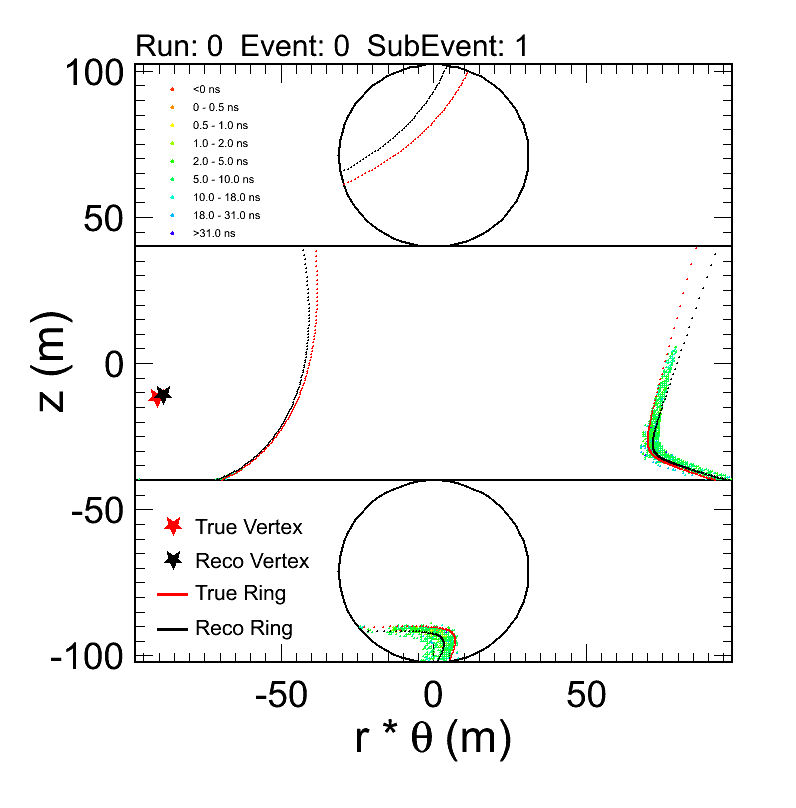 Run: 0 Event: 0 SubEvent: 1
100
<0 ns
0 - 0.5 ns
0.5 - 1.0 ns
1.0 - 2.0 ns
2.0 - 5.0 ns
5.0 - 10.0 ns
10.0 - 18.0 ns
18.0 - 31.0 ns
>31.0 ns
50
0
z (m)
-50
True Vertex
Reco Vertex
True Ring
Reco Ring
-100
-50 0 50
r * θ (m)